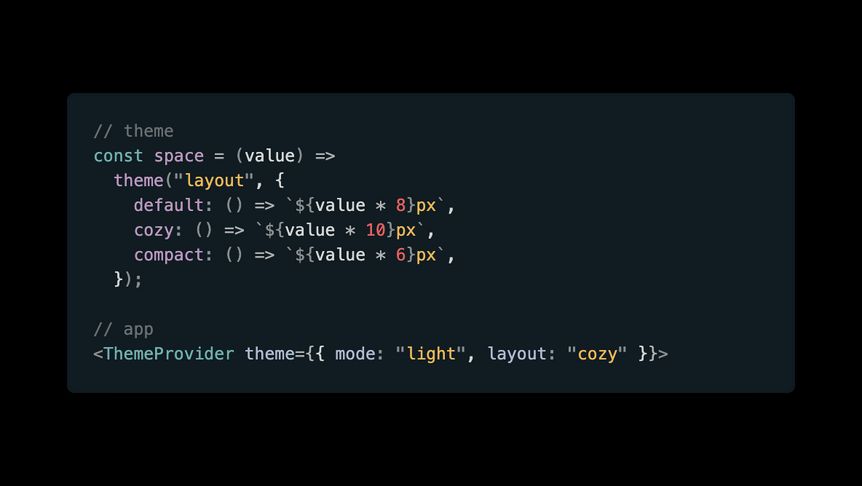 // theme
const space = (value) =>
  theme("layout", {
    default: () => `${value * 8}px`,
    cozy: () => `${value * 10}px`,
    compact: () => `${value * 6}px`,
  });

// app
<ThemeProvider theme={{ mode: "light", layout: "cozy" }}>